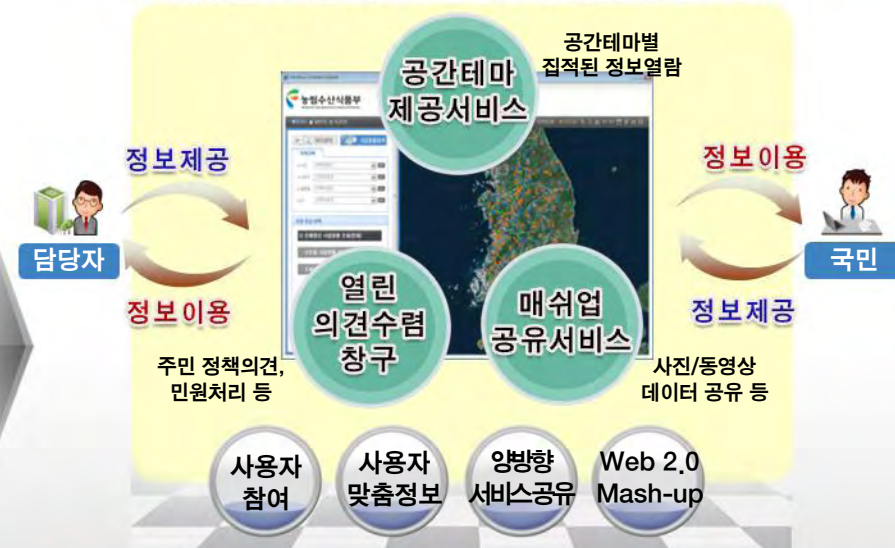 공간테마별
집적된 정보열람
공간테마
제공서비스
농림수산식품부
정보제공
정보이용
담당자
국민
정보이용
정보제공
열린
의견수렴
창구
매쉬업
공유서비스
주민 정책의견,
민원처리 등
사진/동영상
데이터 공유 등
사용자
참여
사용자
맞춤정보
양방향
서비스공유
Web 2.0
Mash-up